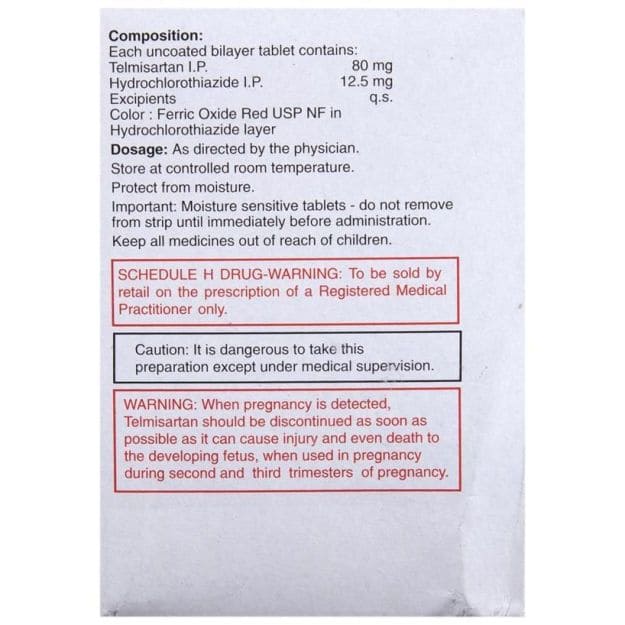 Composition:
Each uncoated bilayer tablet contains:
Telmisartan I.P. 80 mg
Hydrochlorothiazide I.P. 12.5 mg
Excipients q.s.
Color : Ferric Oxide Red USP NF in
Hydrochlorothiazide layer
Dosage: As directed by the physician.
Store at controlled room temperature.
Protect from moisture.
Important: Moisture sensitive tablets - do not remove
from strip until immediately before administration.
Keep all medicines out of reach of children.
SCHEDULE H DRUG-WARNING: To be sold by
retail on the prescription of a Registered Medical
Practitioner only.
Caution: It is dangerous to take this
preparation except under medical supervision.
WARNING: When pregnancy is detected,
Telmisartan should be discontinued as soon as
possible as it can cause injury and even death to
the developing fetus, when used in pregnancy
during second and third trimesters of pregnancy.